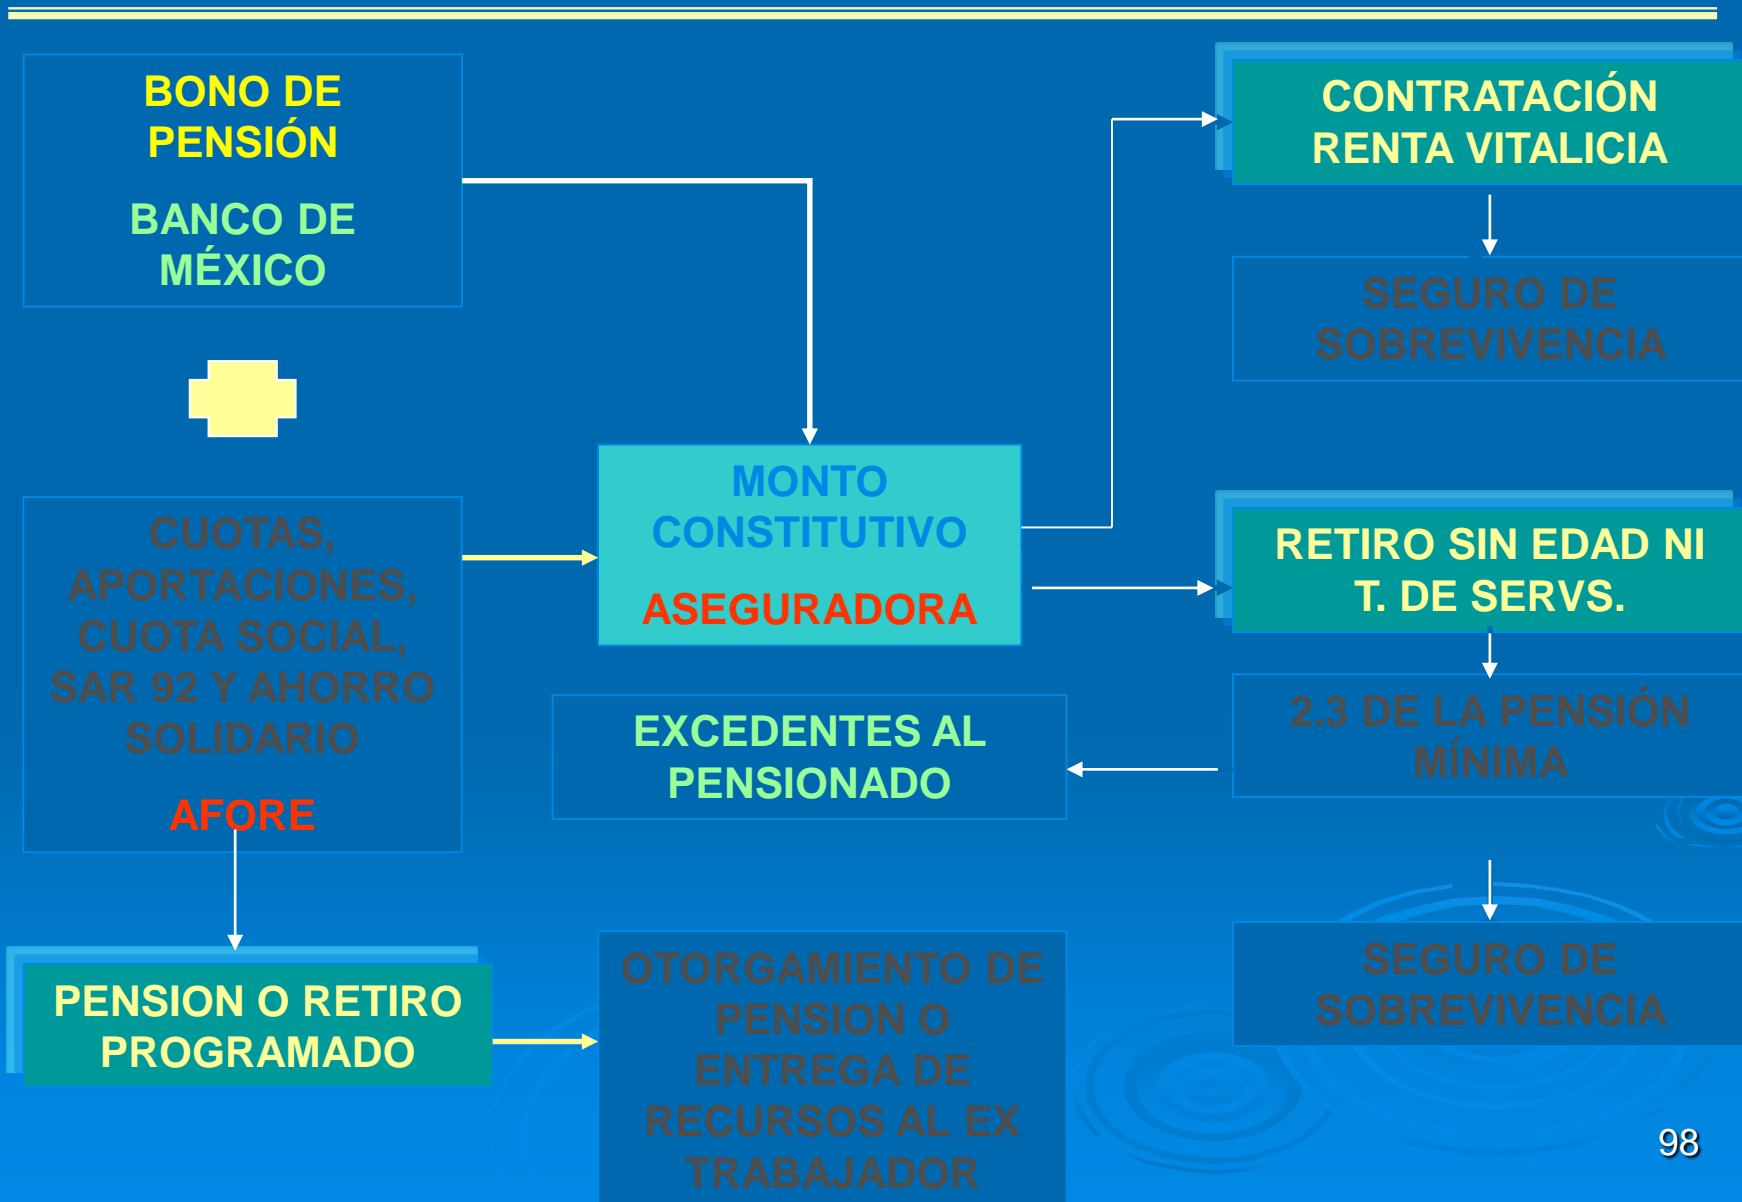 BONO DE
PENSIÓN
BANCO DE
MÉXICO
CONTRATACIÓN
RENTA VITALICIA
SEGURO DE
SOBREVIVENCIA
CUOTAS,
APORTACIONES,
CUOTA SOCIAL,
SAR 92 Y AHORRO
SOLIDARIO
AFORE
MONTO
CONSTITUTIVO
ASEGURADORA
RETIRO SIN EDAD NI
T. DE SERVS.
2.3 DE LA PENSIÓN
MÍNIMA
EXCEDENTES AL
PENSIONADO
SEGURO DE
SOBREVIVENCIA
PENSION O RETIRO
PROGRAMADO
OTORGAMIENTO DE
PENSION O
ENTREGA DE
RECURSOS AL EX
TRABAJADOR
98